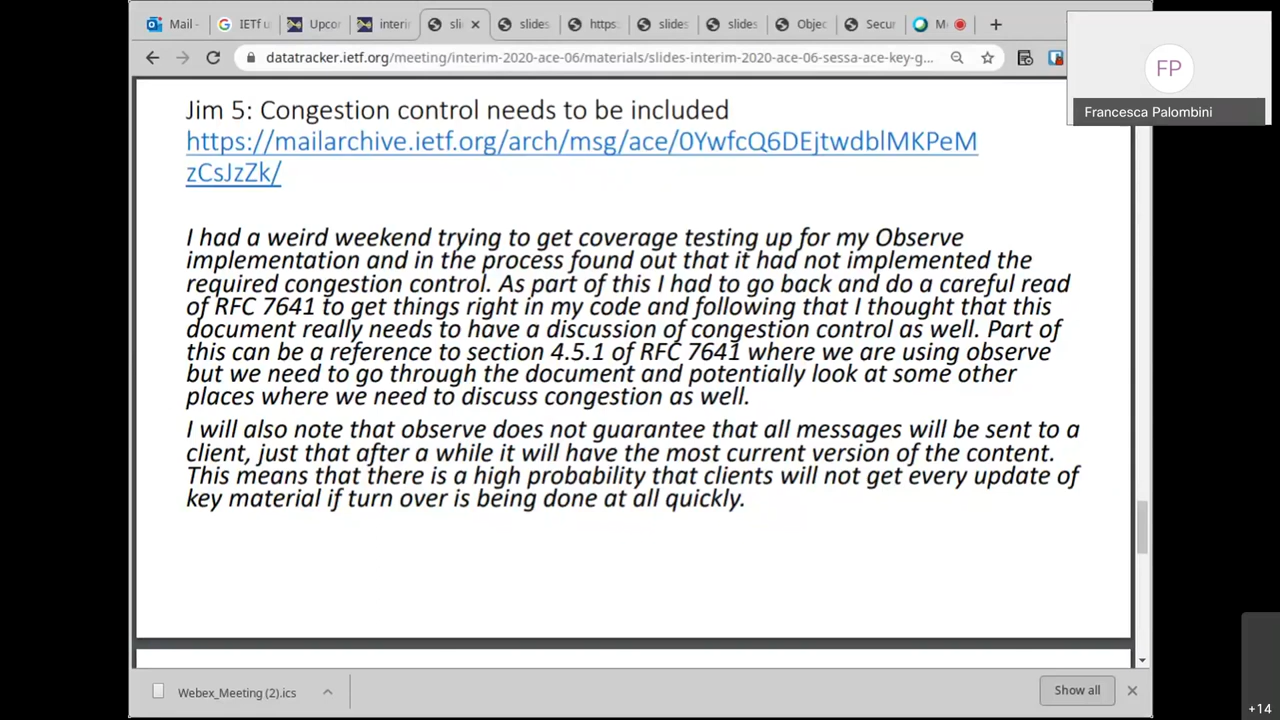 Mail -
IETf u
Upcor
interi
sli
slides
https:
slides
slides
Objec
Secur
M
datatracker.ietf.org/meeting/interim-2020-ace-06/materials/slides-interim-2020-ace-06-sessa-ace-key-g...
FP
Francesca Palombini
Jim 5: Congestion control needs to be included
https://mailarchive.ietf.org/arch/msg/ace/0YwfcQ6DEjtwdblMKPeM
zCsJzZk/
I had a weird weekend trying to get coverage testing up for my Observe
implementation and in the process found out that it had not implemented the
required congestion control. As part of this I had to go back and do a careful read
of RFC 7641 to get things right in my code and following that I thought that this
document really needs to have a discussion of congestion control as well. Part of
this can be a reference to section 4.5.1 of RFC 7641 where we are using observe
but we need to go through the document and potentially look at some other
places where we need to discuss congestion as well.
I will also note that observe does not guarantee that all messages will be sent to a
client, just that after a while it will have the most current version of the content.
This means that there is a high probability that clients will not get every update of
key material if turn over is being done at all quickly.
Webex_Meeting (2).ics
Show all
+14